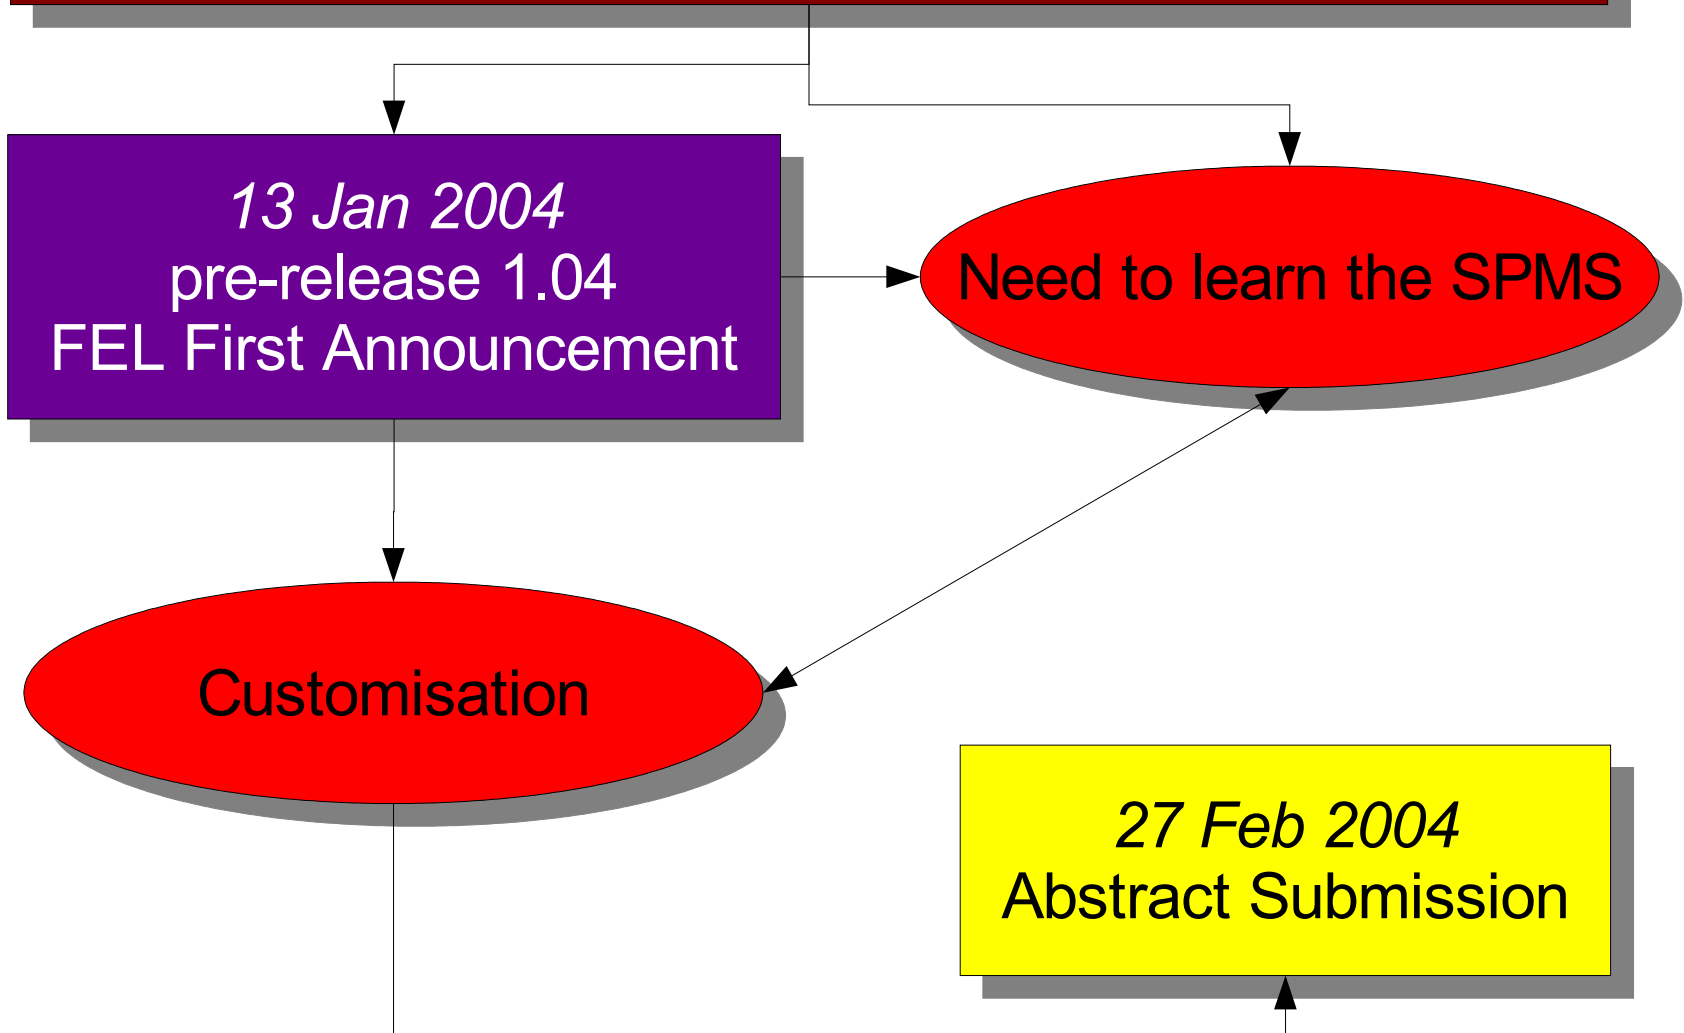 13 Jan 2004
pre-release 1.04
FEL First Announcement
Need to learn the SPMS
Customisation
27 Feb 2004
Abstract Submission